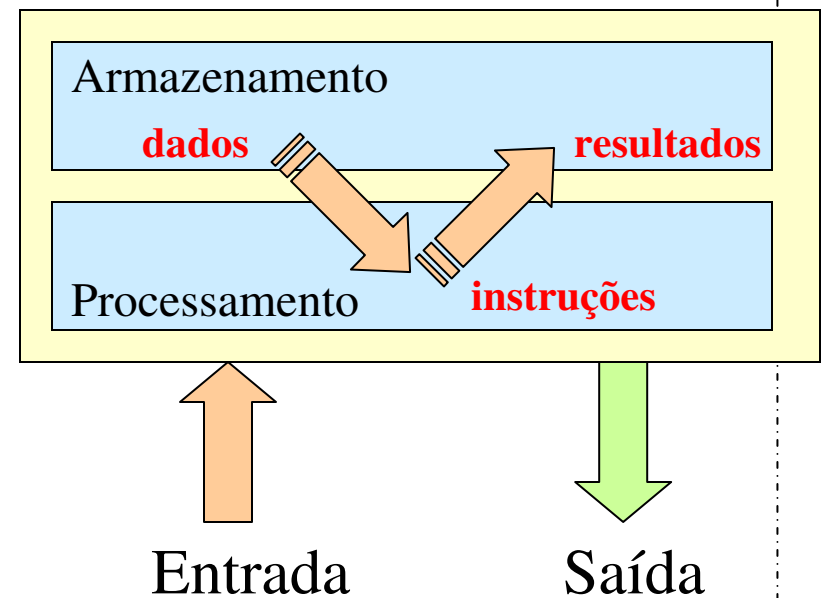 Armazenamento
dados resultados
Processamento instruções
Entrada Saída